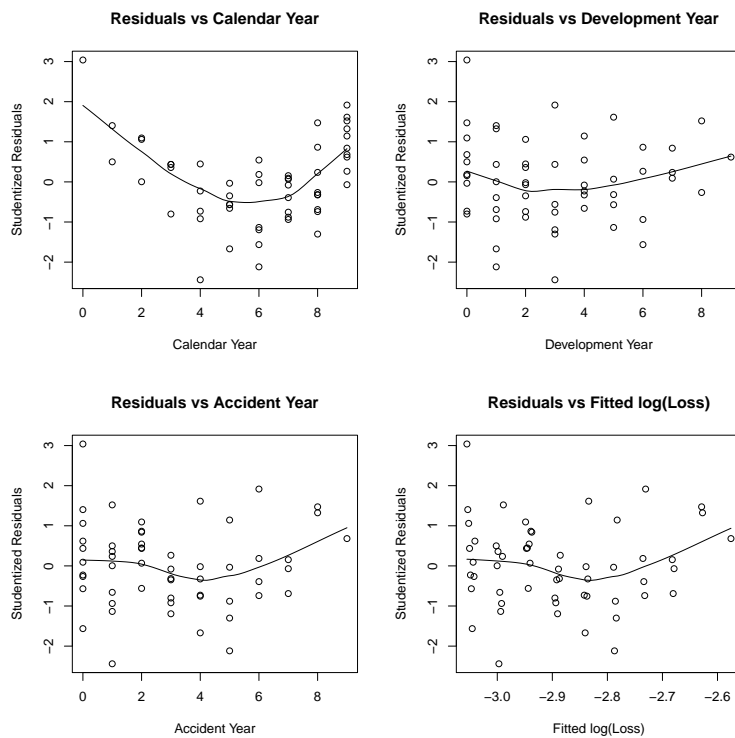 Residuals vs Calendar Year
Studentized Residuals
3
2
1
0
−1
−2
0 2 4 6 8
Calendar Year
Residuals vs Development Year
Studentized Residuals
3
2
1
0
−1
−2
0 2 4 6 8
Development Year
Residuals vs Accident Year
Studentized Residuals
3
2
1
0
−1
−2
0 2 4 6 8
Accident Year
Residuals vs Fitted log(Loss)
Studentized Residuals
3
2
1
0
−1
−2
−3.0 −2.9 −2.8 −2.7 −2.6
Fitted log(Loss)